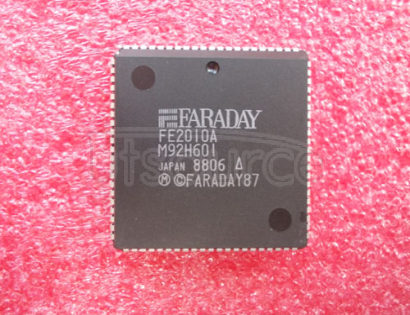 FARADAY
FE2010A
M92H601
JAPAN 8806 Δ
Ⓜ ©FARADAY87